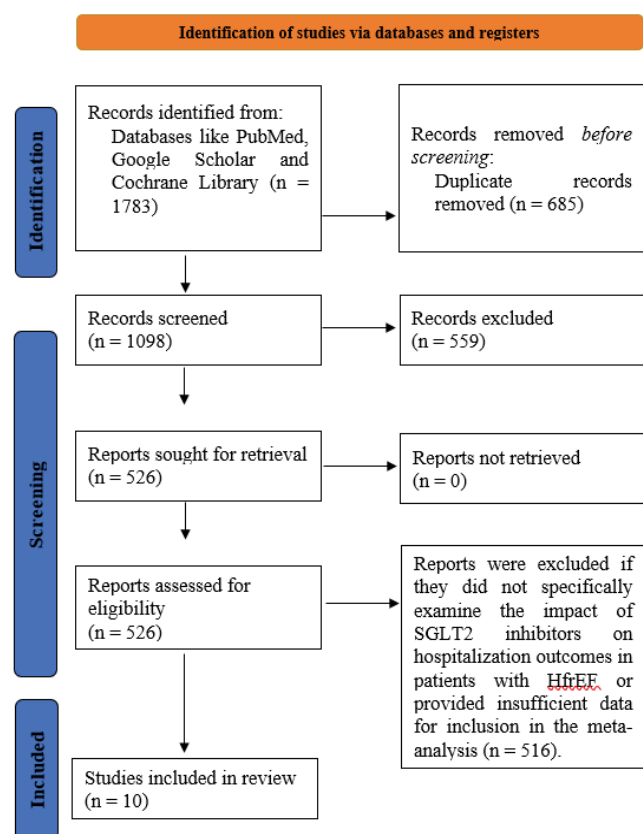 Identification of studies via databases and registers
Identification
Records identified from:
Databases like PubMed,
Google Scholar and
Cochrane Library (n =
1783)
Records removed before
screening:
Duplicate records
removed (n = 685)
Screening
Records screened
(n = 1098)
Records excluded
(n = 559)
Reports sought for retrieval
(n = 526)
Reports not retrieved
(n = 0)
Reports assessed for
eligibility
(n = 526)
Reports were excluded if
they did not specifically
examine the impact of
SGLT2 inhibitors on
hospitalization outcomes in
patients with HfrEF or
provided insufficient data
for inclusion in the meta-
analysis (n = 516).
Included
Studies included in review
(n = 10)